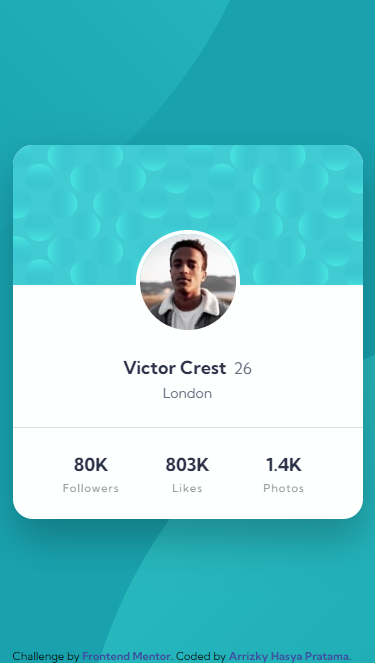 Victor Crest 26
London
80K 803K 1.4K
Followers Likes Photos
Challenge by Frontend Mentor. Coded by Arrizky Hasya Pratama.